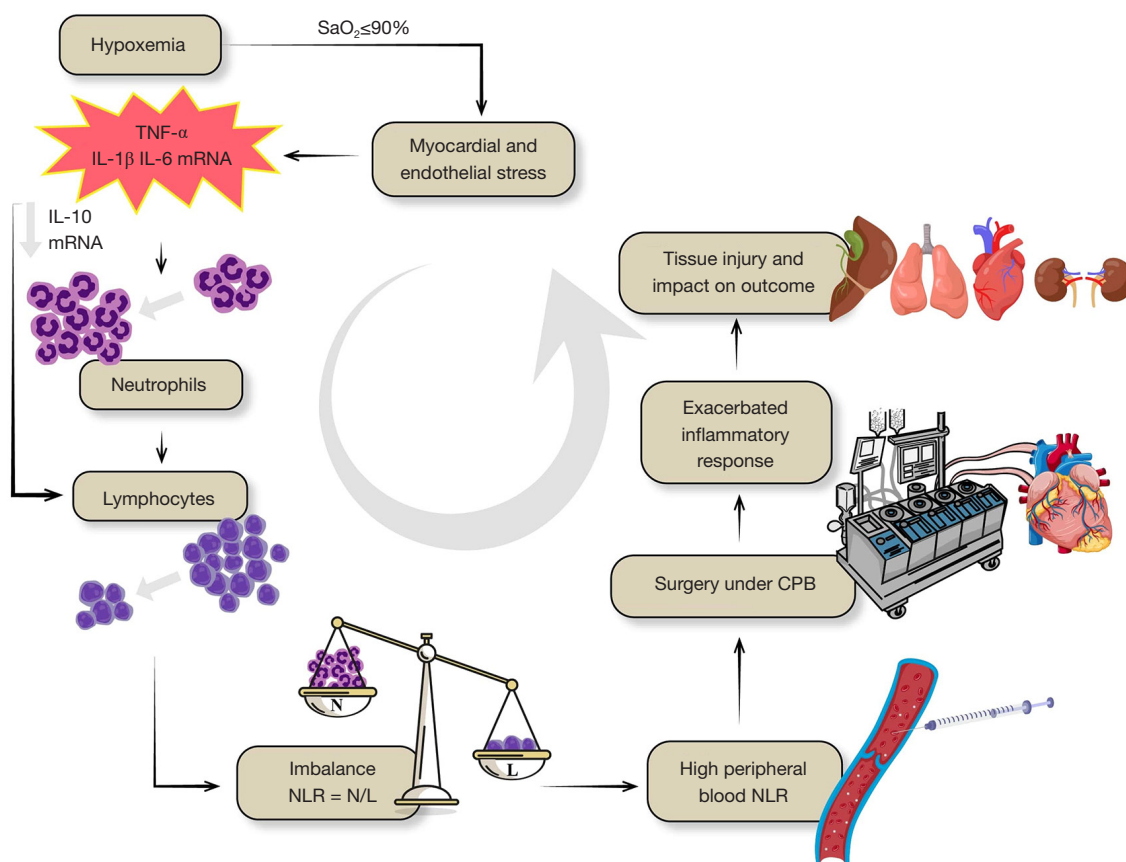 Hypoxemia
SaO₂≤90%
Myocardial and
endothelial stress
TNF-α
IL-1β IL-6 mRNA
IL-10
mRNA
Neutrophils
Lymphocytes
N
L
Imbalance
NLR = N/L
High peripheral
blood NLR
Surgery under CPB
Exacerbated
inflammatory
response
Tissue injury and
impact on outcome